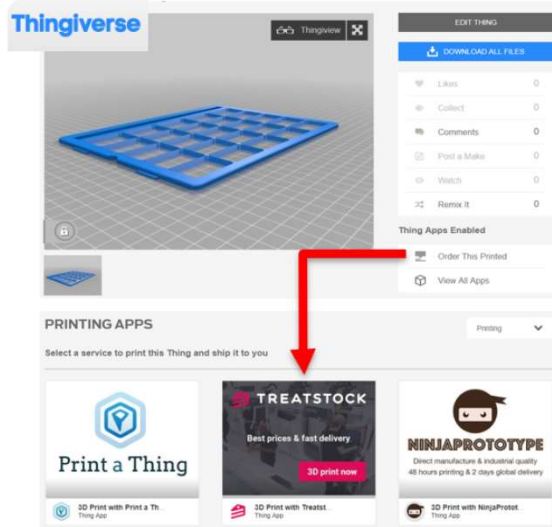 Thingiverse
Thingiview
EDIT THING
DOWNLOAD ALL FILES
Likes 0
Collect 0
Comments 0
Post a Make 0
Watch 0
Remix It 0
Thing Apps Enabled
Order This Printed
View All Apps
PRINTING APPS
Printing
Select a service to print this Thing and ship it to you
Print a Thing
3D Print with Print a Th...
Thing App
TREATSTOCK
Best prices & fast delivery
3D print now
3D Print with Treatst...
Thing App
NINJAPROTOTYPE
Direct manufacture & industrial quality
48 hours printing & 2 days global delivery
3D Print with NinjaProtot...
Thing App